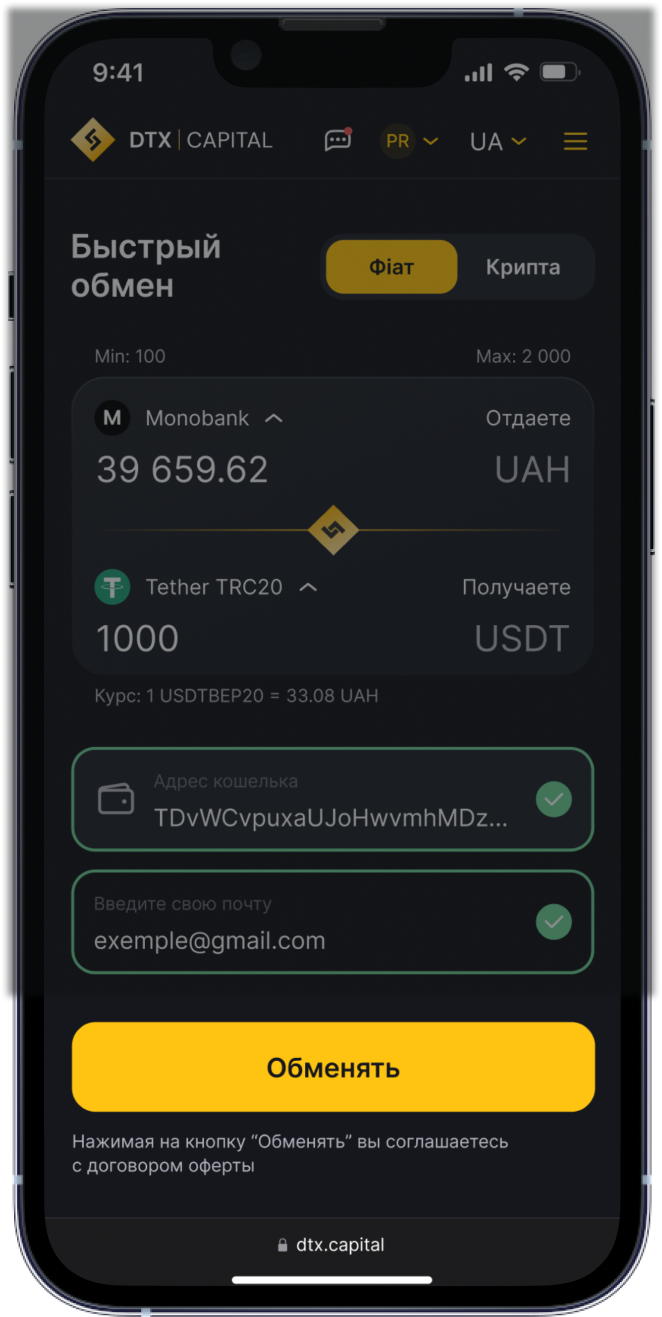 9:41
DTX | CAPITAL
PR
UA
Быстрый
обмен
Фіат
Крипта
Min: 100
Max: 2 000
M Monobank
Отдаете
39 659.62
UAH
Tether TRC20
Получаете
1000
USDT
Курс: 1 USDTBEP20 = 33.08 UAH
Адрес кошелька
TDvWCvpuxaUJoHwvmhMDz...
Введите свою почту
exemple@gmail.com
Обменять
Нажимая на кнопку “Обменять” вы соглашаетесь
с договором оферты
dtx.capital